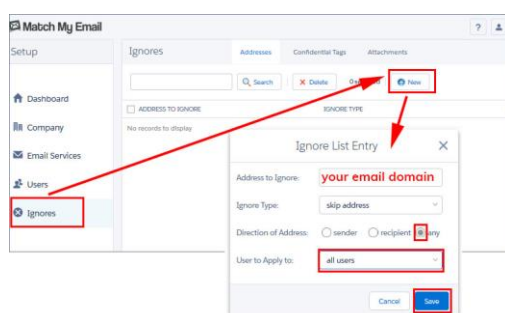 Match My Email
?
Setup
Ignores
Addresses
Confidential Tags
Attachments
Search
Delete
New
Dashboard
ADDRESS TO IGNORE
IGNORE TYPE
Company
No records to display
Email Services
Ignore List Entry
Users
Address to Ignore: your email domain
Ignores
Ignore Type: skip address
Direction of Address: sender recipient any
User to Apply to: all users
Cancel Save